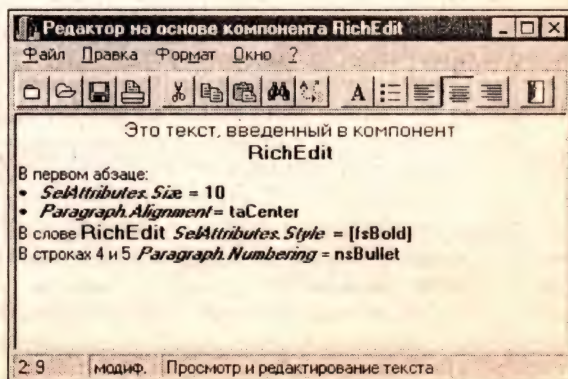 Редактор на основе компонента RichEdit
Файл Правка Формат Окно ?
A
Это текст, введенный в компонент
RichEdit
В первом абзаце:
• SelAttributes.Size = 10
• Paragraph.Alignment = taCenter
В слове RichEdit SelAttributes.Style = [fsBold]
В строках 4 и 5 Paragraph.Numbering = nsBullet
2: 9 модиф. Просмотр и редактирование текста